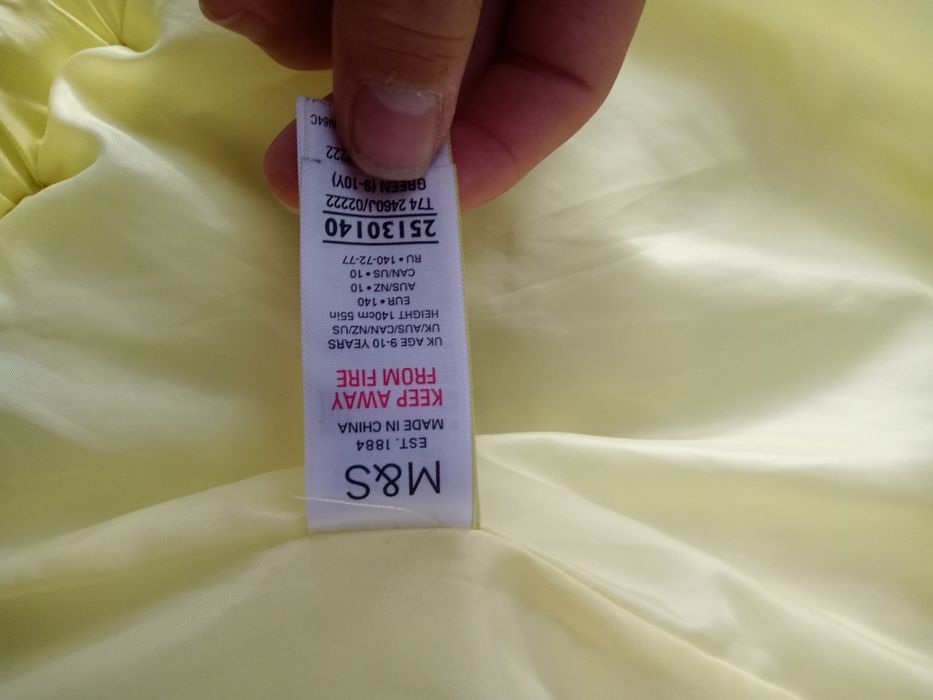 M&S
EST. 1884
MADE IN CHINA
KEEP AWAY
FROM FIRE
UK AGE 9-10 YEARS
UK/AUS/CAN/NZ/US
HEIGHT 140cm 55in
EUR • 140
AUS/NZ • 10
CAN/US • 10
RU • 140-72-77
25130140
T74 2460J/02222
GREEN (9-10Y)